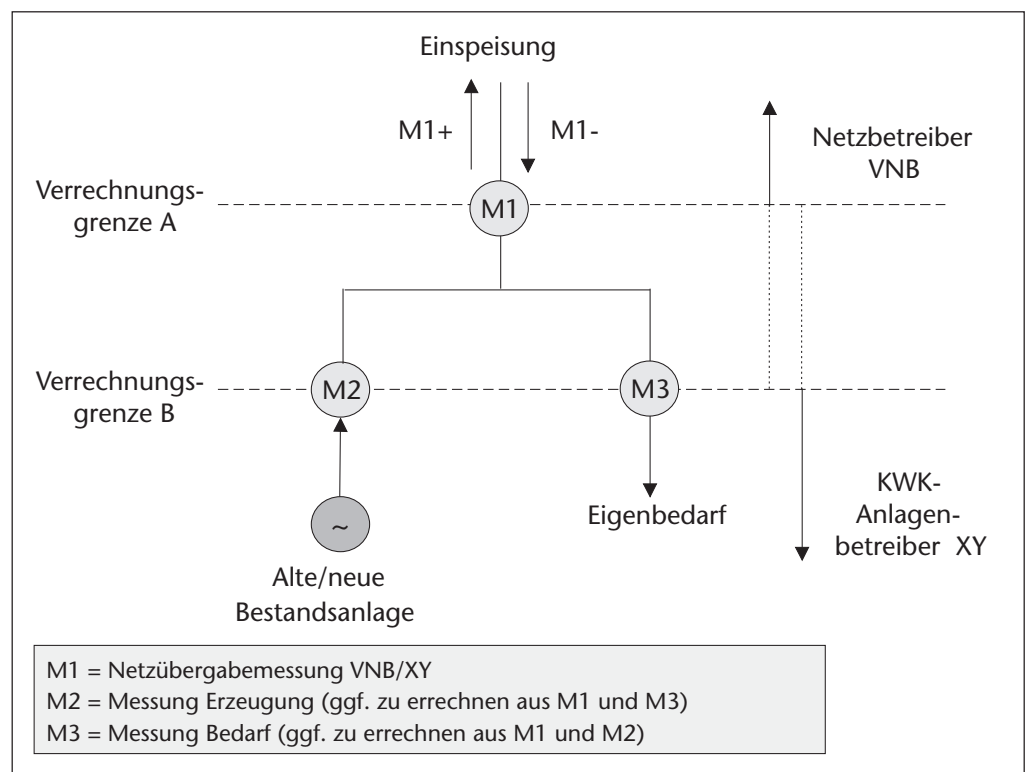 Einspeisung
M1+
M1-
Netzbetreiber
VNB
Verrechnungs-
grenze A
M1
Verrechnungs-
grenze B
M2
M3
~
Eigenbedarf
KWK-
Anlagen-
betreiber XY
Alte/neue
Bestandsanlage
M1 = Netzübergabemessung VNB/XY
M2 = Messung Erzeugung (ggf. zu errechnen aus M1 und M3)
M3 = Messung Bedarf (ggf. zu errechnen aus M1 und M2)